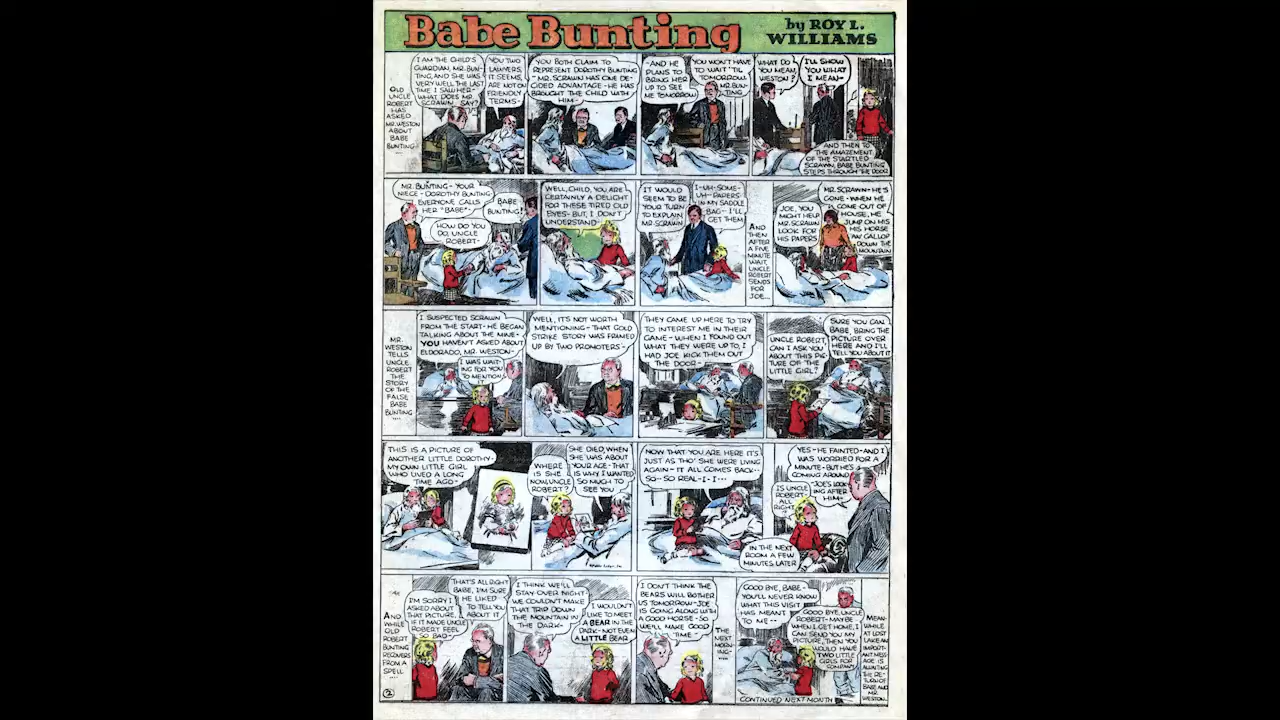 Babe Bunting
by ROY L.
WILLIAMS
OLD
UNCLE
ROBERT
HAS
ASKED
MR. WESTON
ABOUT
BABE
BUNTING-
I AM THE CHILD'S
GUARDIAN, MR. BUN-
TING, AND SHE WAS
VERY WELL THE LAST
TIME I SAW HER-
WHAT DOES MR.
SCRAWN SAY?
YOU TWO
LAWYERS,
IT SEEMS,
ARE NOT ON
FRIENDLY
TERMS-
YOU BOTH CLAIM TO
REPRESENT DOROTHY BUNTING
-MR. SCRAWN HAS ONE DE-
CIDED ADVANTAGE-HE HAS
BROUGHT THE CHILD WITH
HIM-
-AND HE
PLANS TO
BRING HER
UP TO SEE
ME TOMORROW
YOU WON'T HAVE
TO WAIT 'TIL
TOMORROW
MR. BUN-
TING-
WHAT DO
YOU MEAN,
WESTON?
I'LL SHOW
YOU WHAT
I MEAN-
AND THEN TO
THE AMAZEMENT
OF THE STARTLED
SCRAWN, BABE BUNTING
STEPS THROUGH THE DOOR
MR. BUNTING- YOUR
NIECE-DOROTHY BUNTING-
EVERYONE CALLS
HER "BABE"-
HOW DO YOU
DO, UNCLE
ROBERT-
BABE
BUNTING!
WELL, CHILD, YOU ARE
CERTAINLY A DELIGHT
FOR THESE TIRED OLD
EYES-BUT, I DON'T
UNDERSTAND-
IT WOULD
SEEM TO BE
YOUR TURN
TO EXPLAIN
MR. SCRAWN-
I-UH-SOME-
UH-PAPERS-
IN MY SADDLE
BAG--I'LL
GET THEM
AND
THEN
AFTER
A FIVE
MINUTE
WAIT,
UNCLE
ROBERT
SENDS
FOR
JOE...
JOE, YOU
MIGHT HELP
MR. SCRAWN
LOOK FOR
HIS PAPERS
MR. SCRAWN-HE'S
GONE-WHEN HE
COME OUT OF
HOUSE, HE
JUMP ON HIS
HIS HORSE
AN' GALLOP
DOWN THE
MOUNTAIN
MR.
WESTON
TELLS
UNCLE
ROBERT
THE
STORY
OF THE
FALSE
BABE
BUNTING
....
I SUSPECTED SCRAWN
FROM THE START-HE BEGAN
TALKING ABOUT THE MINE-
YOU HAVEN'T ASKED ABOUT
ELDORADO, MR. WESTON-
I WAS WAIT-
ING FOR YOU
TO MENTION
IT
WELL, IT'S NOT WORTH
MENTIONING-THAT GOLD
STRIKE STORY WAS FRAMED
UP BY TWO PROMOTERS-
THEY CAME UP HERE TO TRY
TO INTEREST ME IN THEIR
GAME-WHEN I FOUND OUT
WHAT THEY WERE UP TO, I
HAD JOE KICK THEM OUT
THE DOOR-
UNCLE ROBERT,
CAN I ASK YOU
ABOUT THIS PIC-
TURE OF THE
LITTLE GIRL?
SURE YOU CAN,
BABE, BRING THE
PICTURE OVER
HERE AND I'LL
TELL YOU ABOUT IT
THIS IS A PICTURE OF
ANOTHER LITTLE DOROTHY-
MY OWN LITTLE GIRL
WHO LIVED A LONG
TIME AGO-
WHERE
IS SHE
NOW, UNCLE
ROBERT?
SHE DIED, WHEN
SHE WAS ABOUT
YOUR AGE-THAT
IS WHY I WANTED
SO MUCH TO
SEE YOU-
NOW THAT YOU ARE HERE IT'S
JUST AS THO' SHE WERE LIVING
AGAIN-IT ALL COMES BACK--
SO--SO REAL-I-I---
IN THE NEXT
ROOM A FEW
MINUTES LATER
IS UNCLE
ROBERT
ALL
RIGHT?
YES-HE FAINTED-AND I
WAS WORRIED FOR A
MINUTE-BUT HE'S
COMING AROUND
-JOE'S LOOK-
ING AFTER
HIM-
AND
WHILE
OLD
ROBERT
BUNTING
RECOVERS
FROM A
SPELL
....
I'M SORRY I
ASKED ABOUT
THAT PICTURE,
IF IT MADE UNCLE
ROBERT FEEL
SO BAD-
THAT'S ALL RIGHT
BABE, I'M SURE
HE LIKED
TO TELL YOU
ABOUT IT
I THINK WE'LL
STAY OVER NIGHT-
WE COULDN'T MAKE
THAT TRIP DOWN
THE MOUNTAIN IN
THE DARK-
I WOULDN'T
LIKE TO MEET
A BEAR IN THE
DARK-NOT EVEN
A LITTLE BEAR
I DON'T THINK THE
BEARS WILL BOTHER
US TOMORROW-JOE
IS GOING ALONG WITH
A GOOD HORSE-SO
WE'LL MAKE GOOD
TIME-
THE
NEXT
MORN-
ING-
GOOD BYE, BABE-
YOU'LL NEVER KNOW
WHAT THIS VISIT
HAS MEANT
TO ME--
GOOD BYE, UNCLE
ROBERT-MAYBE
WHEN I GET HOME, I
CAN SEND YOU MY
PICTURE, THEN YOU
WOULD HAVE
TWO LITTLE
GIRLS FOR
COMPANY
MEAN-
WHILE
AT LOST
LAKE AN
IMPORT-
ANT MESS-
AGE IS
AWAITING
THE RE-
TURN OF
BABE AND
MR.
WESTON.
2
CONTINUED NEXT MONTH